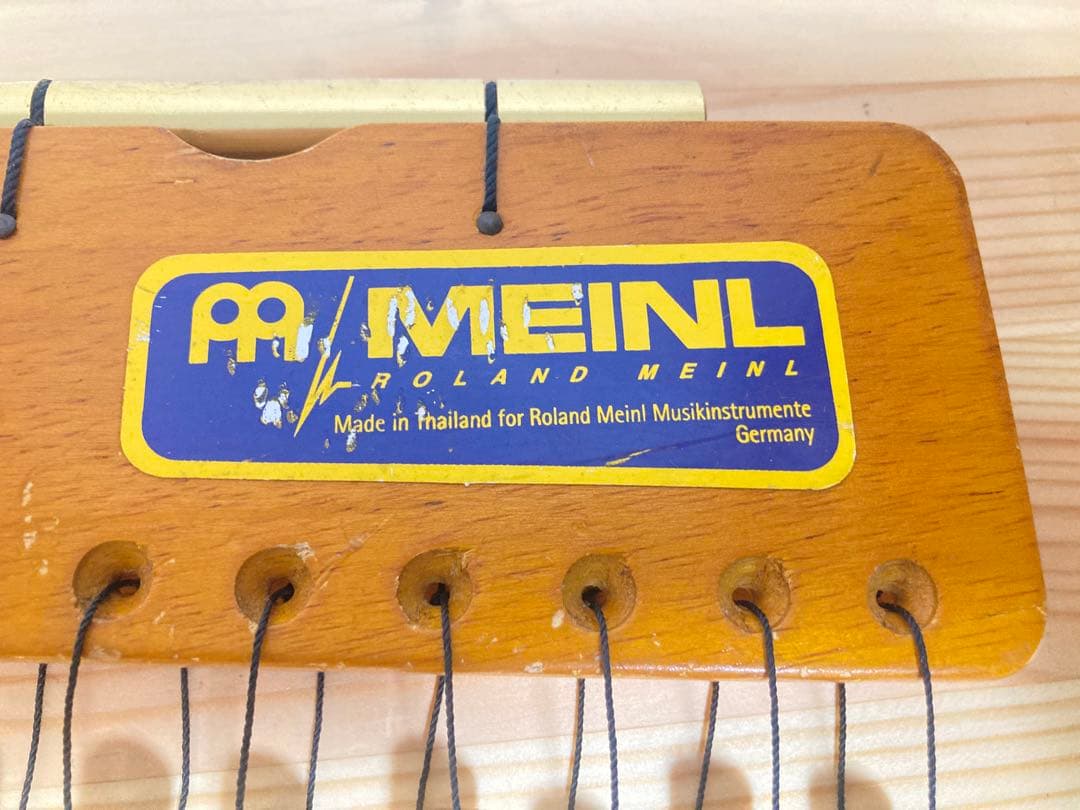 MEINL
ROLAND MEINL
Made in Thailand for Roland Meinl Musikinstrumente
Germany